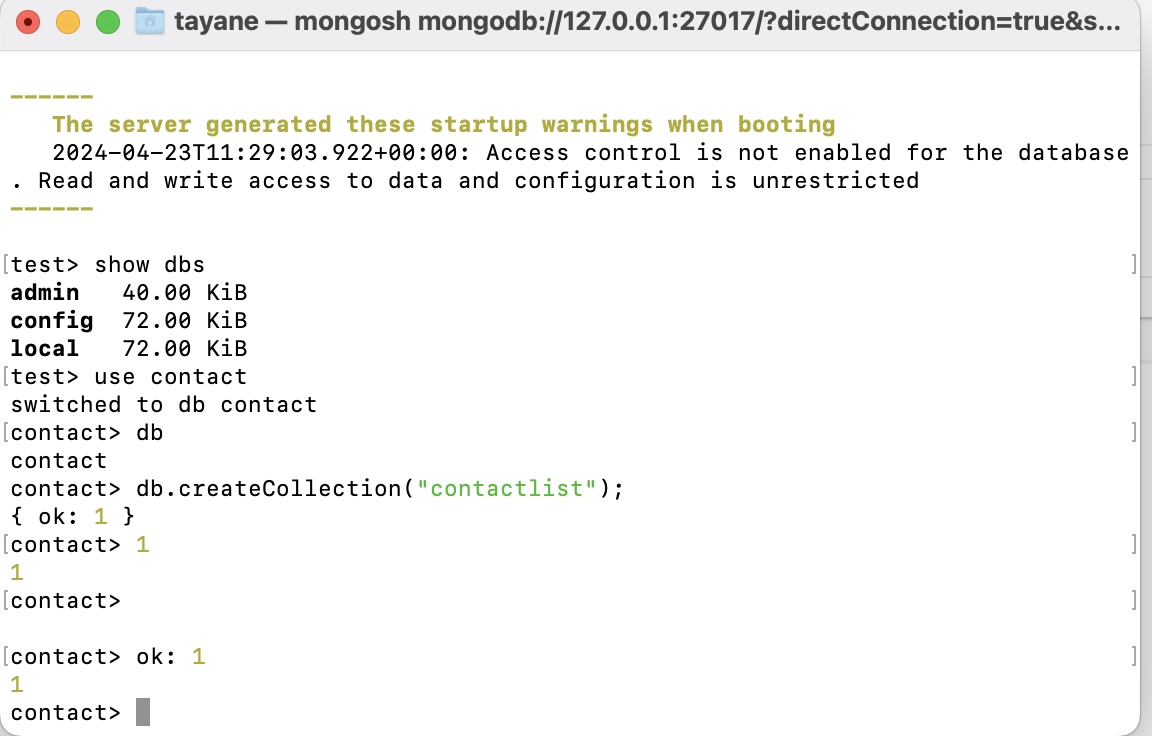 tayane — mongosh mongodb://127.0.0.1:27017/?directConnection=true&s...
------
The server generated these startup warnings when booting
2024-04-23T11:29:03.922+00:00: Access control is not enabled for the database
. Read and write access to data and configuration is unrestricted
------
[test> show dbs ]
admin 40.00 KiB
config 72.00 KiB
local 72.00 KiB
[test> use contact ]
switched to db contact
[contact> db ]
contact
contact> db.createCollection("contactlist");
{ ok: 1 }
[contact> 1 ]
1
[contact> ]
[contact> ok: 1 ]
1
contact>